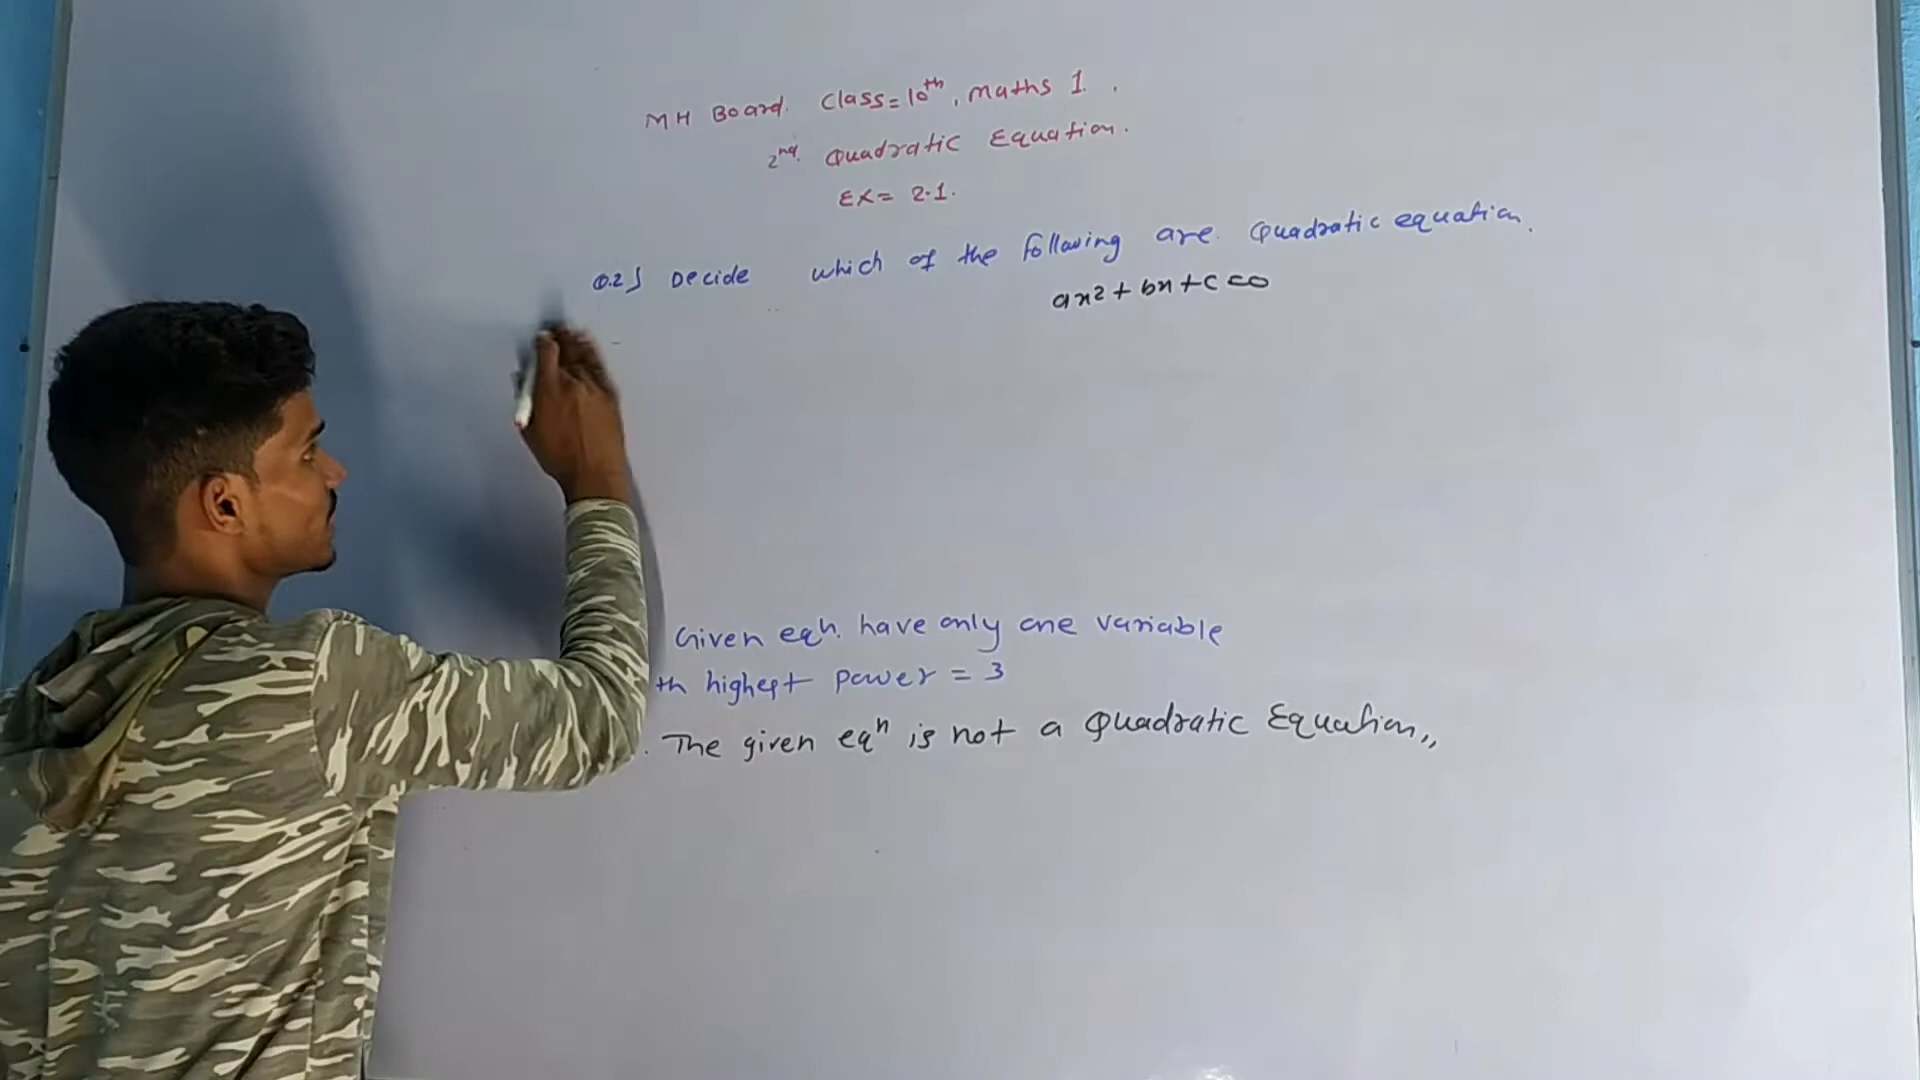 MH Board. Class=10th, Maths 1.
2nd. Quadratic Equation.
EX= 2.1.
Q.2] Decide which of the following are Quadratic equation.
ax²+bx+c=0
Given eqn. have only one variable
th highest power = 3
. The given eqn is not a Quadratic Equation,,